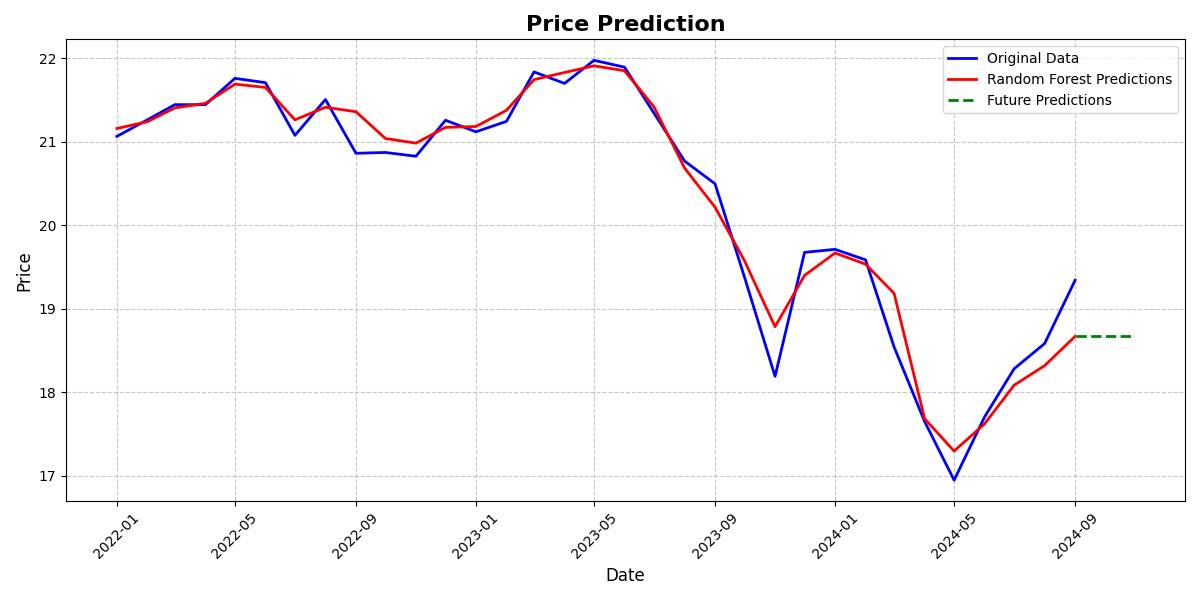 Price Prediction
Original Data
Random Forest Predictions
Future Predictions
Price
22
21
20
19
18
17
2022-01
2022-05
2022-09
2023-01
2023-05
2023-09
2024-01
2024-05
2024-09
Date